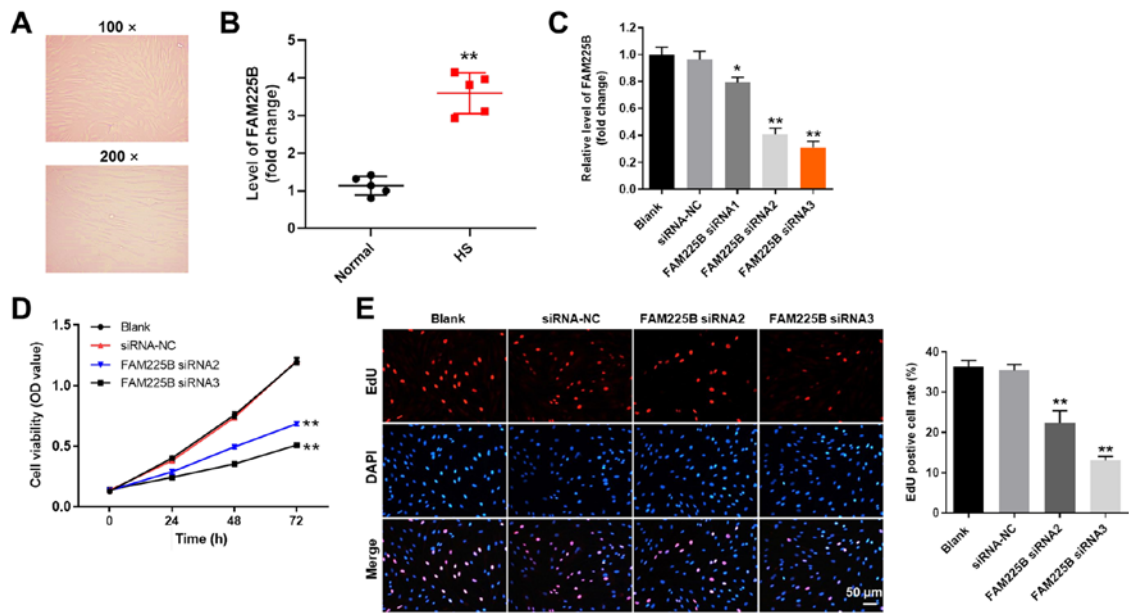 A
100 ×
200 ×
B
Level of FAM225B
(fold change)
5
4
3
2
1
0
**
Normal
HS
C
Relative level of FAM225B
(fold change)
1.2
1.0
0.8
0.6
0.4
0.2
0.0
*
**
**
Blank
siRNA-NC
FAM225B siRNA1
FAM225B siRNA2
FAM225B siRNA3
D
Cell viability (OD value)
1.5
1.0
0.5
0.0
Blank
siRNA-NC
FAM225B siRNA2
FAM225B siRNA3
**
**
0
24
48
72
Time (h)
E
Blank
siRNA-NC
FAM225B siRNA2
FAM225B siRNA3
EdU
DAPI
Merge
50 μm
EdU postive cell rate (%)
40
30
20
10
0
**
**
Blank
siRNA-NC
FAM225B siRNA2
FAM225B siRNA3